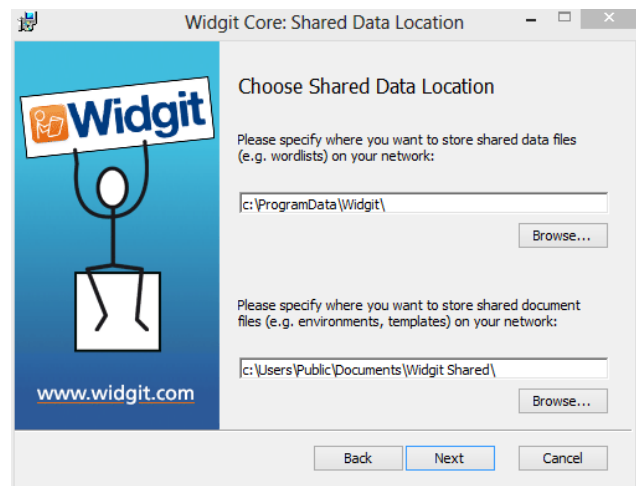 Widgit Core: Shared Data Location
Widgit
Choose Shared Data Location
Please specify where you want to store shared data files
(e.g. wordlists) on your network:
c:\ProgramData\Widgit\
Browse...
Please specify where you want to store shared document
files (e.g. environments, templates) on your network:
c:\Users\Public\Documents\Widgit Shared\
www.widgit.com
Browse...
Back Next Cancel